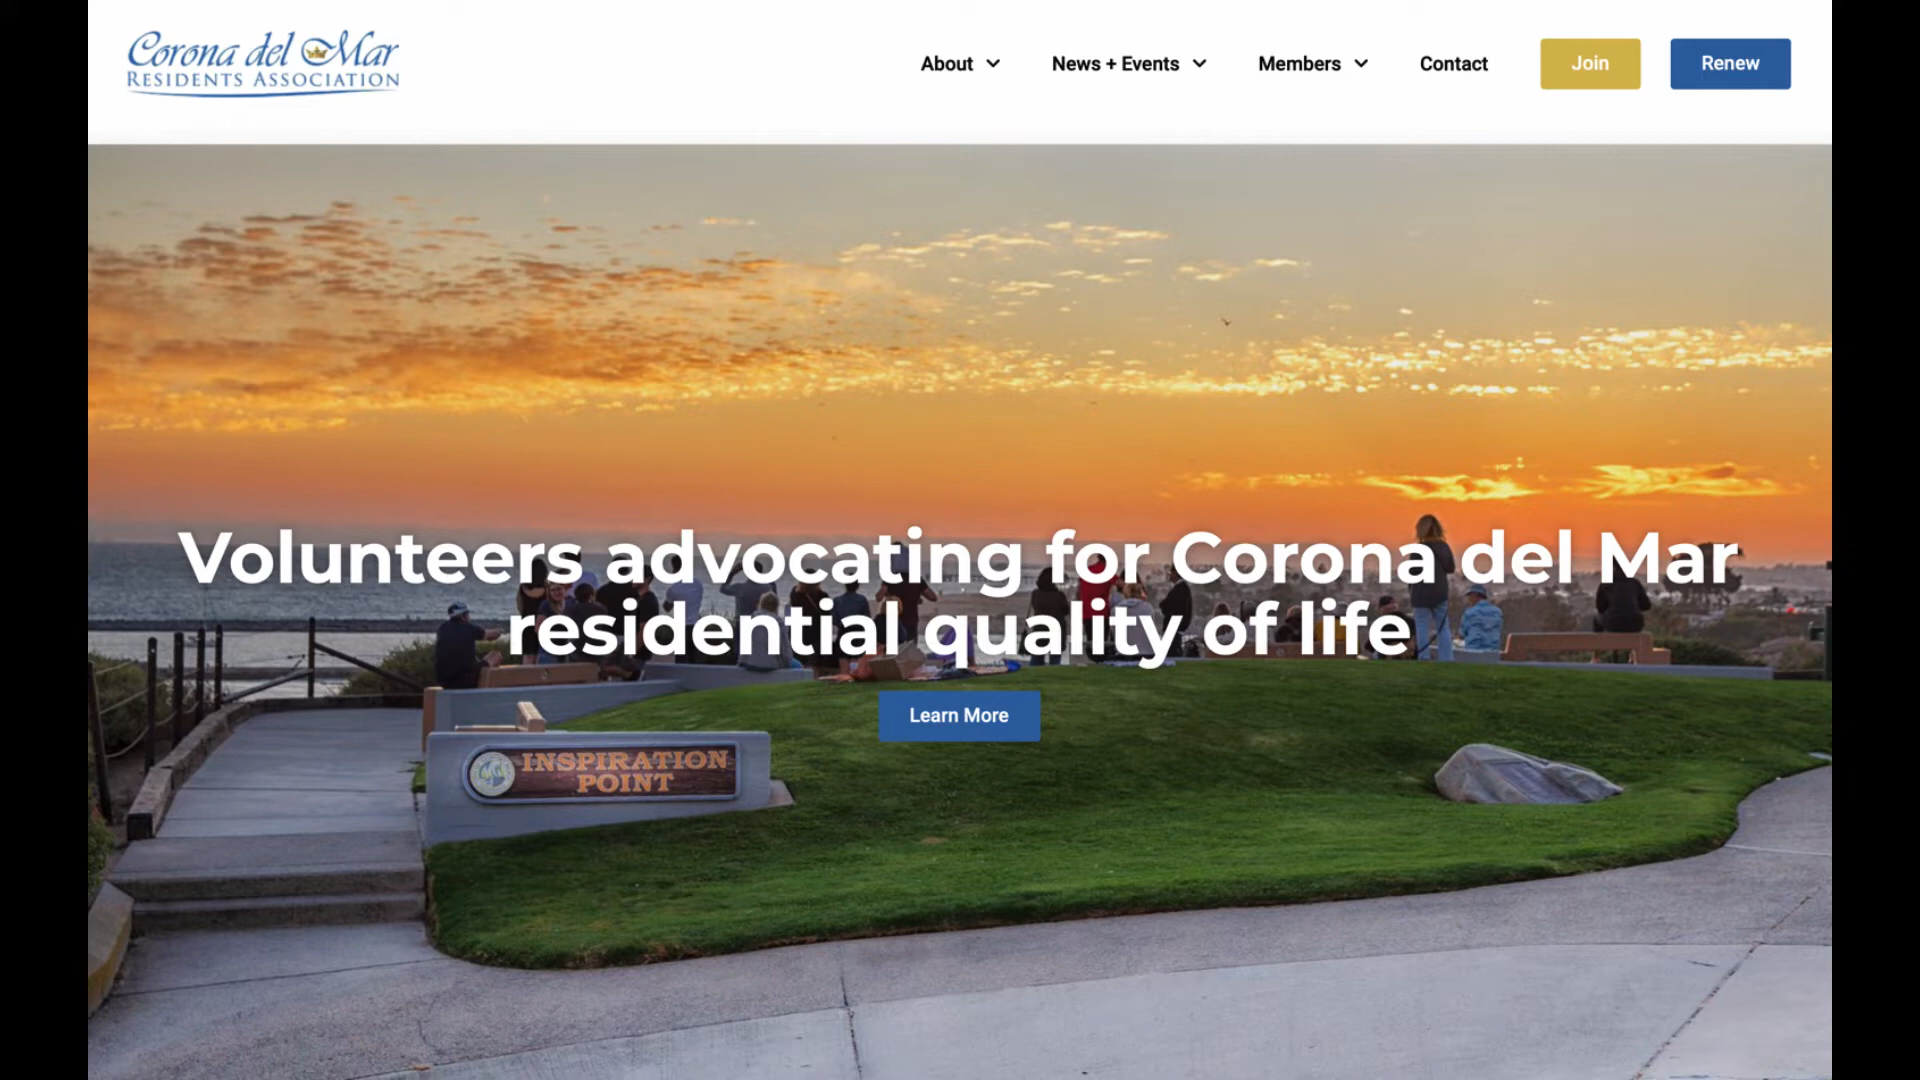 Corona del Mar
RESIDENTS ASSOCIATION
About
News + Events
Members
Contact
Join
Renew
Volunteers advocating for Corona del Mar
residential quality of life
Learn More
INSPIRATION
POINT